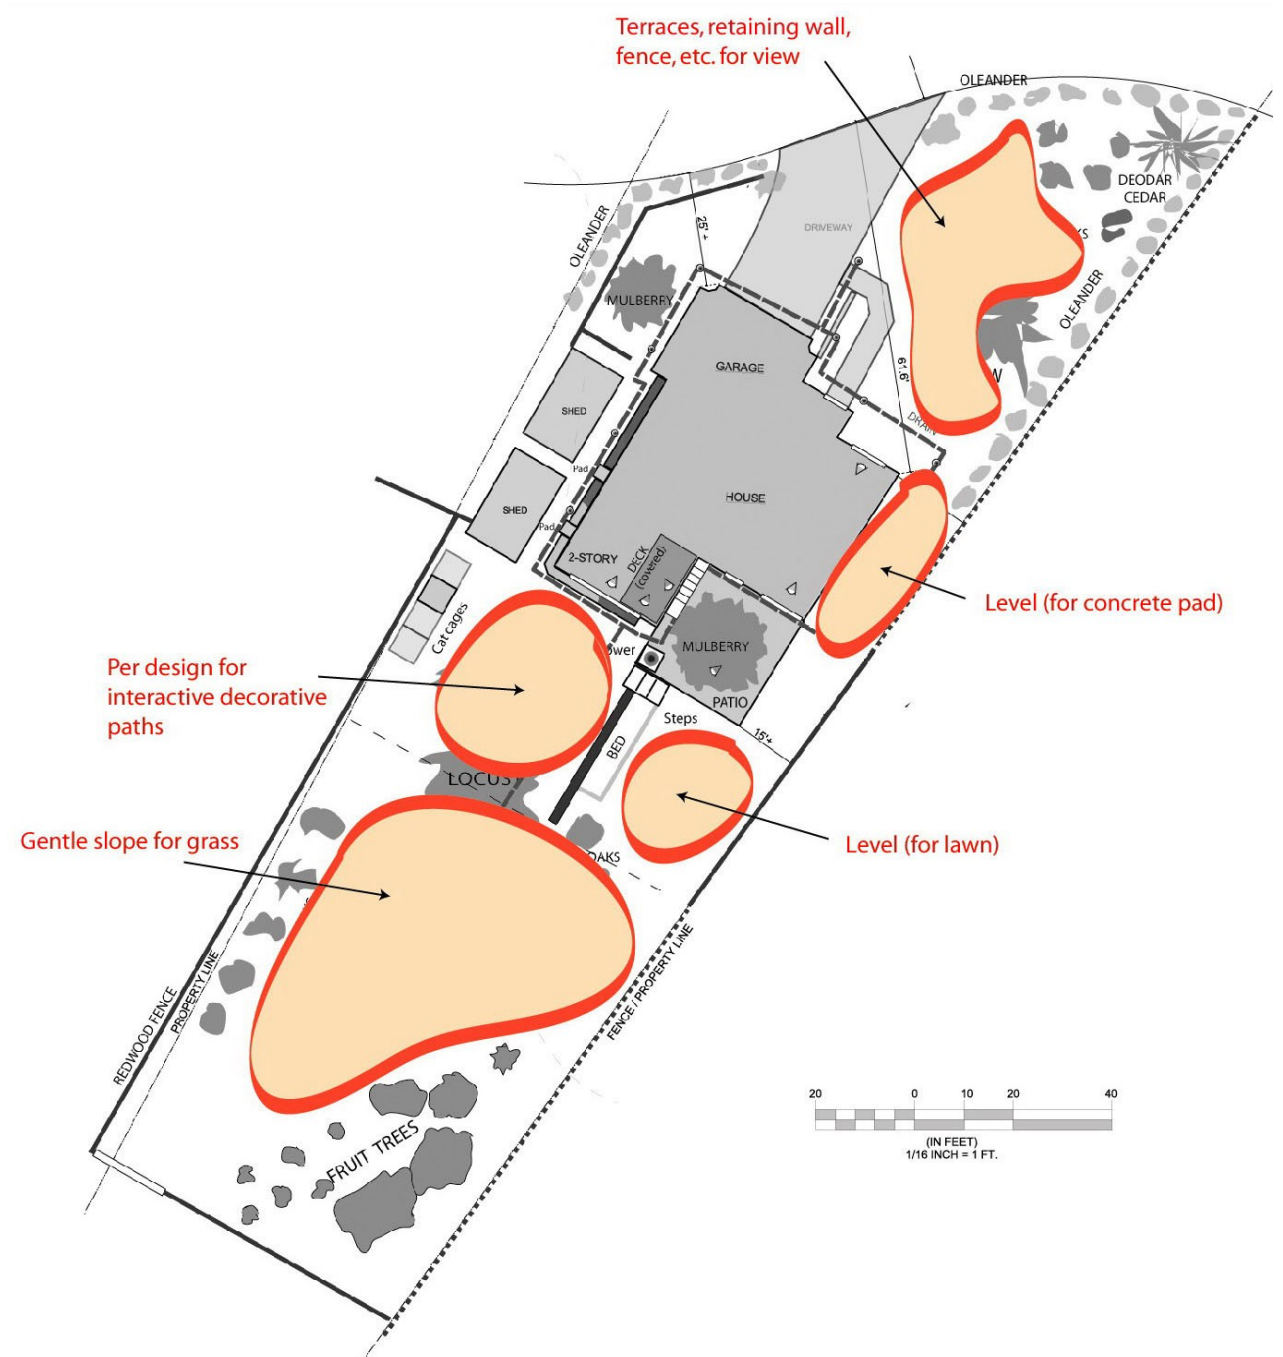 Terraces, retaining wall,
fence, etc. for view
OLEANDER
DEODAR
CEDAR
KS
OLEANDER
25' +
DRIVEWAY
OLEANDER
MULBERRY
GARAGE
61.6'
DRAIN
SHED
Pad
HOUSE
SHED
Pad
2-STORY
DECK
(covered)
Level (for concrete pad)
Cat cages
ower
MULBERRY
Per design for
interactive decorative
paths
PATIO
Steps
15'+
BED
LOCUS
Gentle slope for grass
Level (for lawn)
OAKS
REDWOOD FENCE
PROPERTY LINE
FENCE / PROPERTY LINE
FRUIT TREES
20 0 10 20 40
(IN FEET)
1/16 INCH = 1 FT.